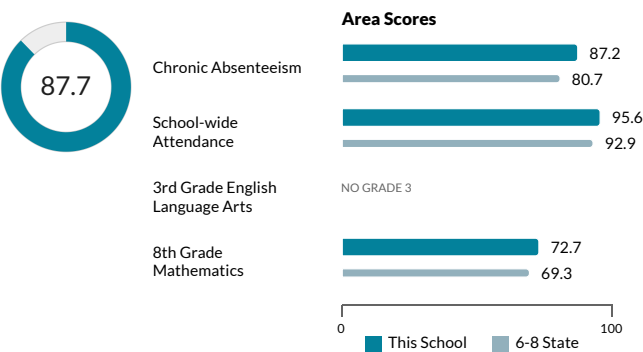 Area Scores
87.7
Chronic Absenteeism
87.2
80.7
School-wide
Attendance
95.6
92.9
3rd Grade English
Language Arts
NO GRADE 3
8th Grade
Mathematics
72.7
69.3
0
100
This School
6-8 State